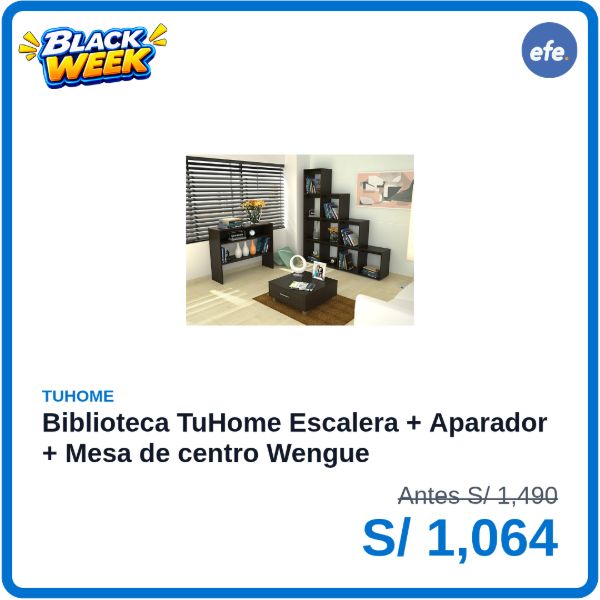 BLACK
WEEK
efe.
TUHOME
Biblioteca TuHome Escalera + Aparador
+ Mesa de centro Wengue
Antes S/ 1,490
S/ 1,064